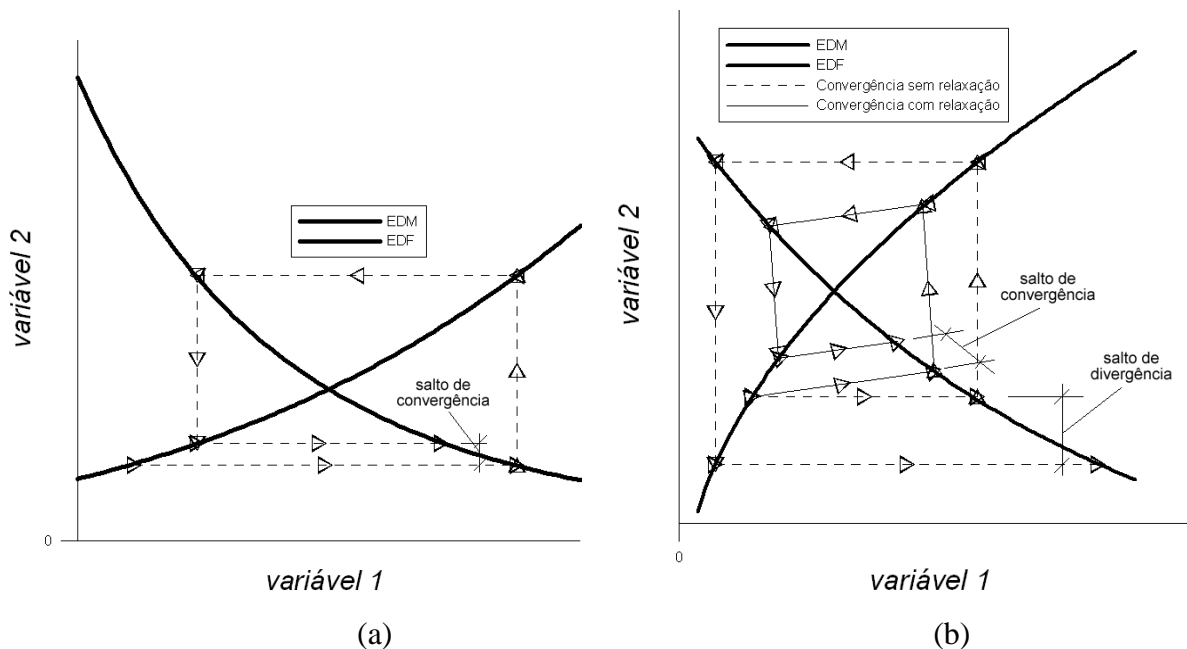 variável 2
EDM
EDF
salto de
convergência
0
variável 1
(a)
EDM
EDF
Convergência sem relaxação
Convergência com relaxação
variável 2
salto de
convergência
salto de
divergência
0
variável 1
(b)